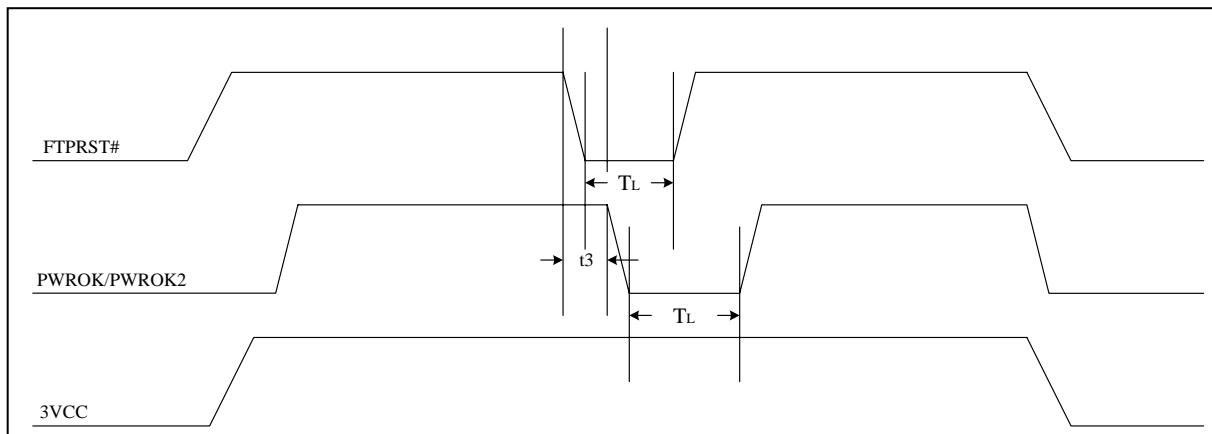 FTPRST#
TL
PWROK/PWROK2
t3
TL
3VCC